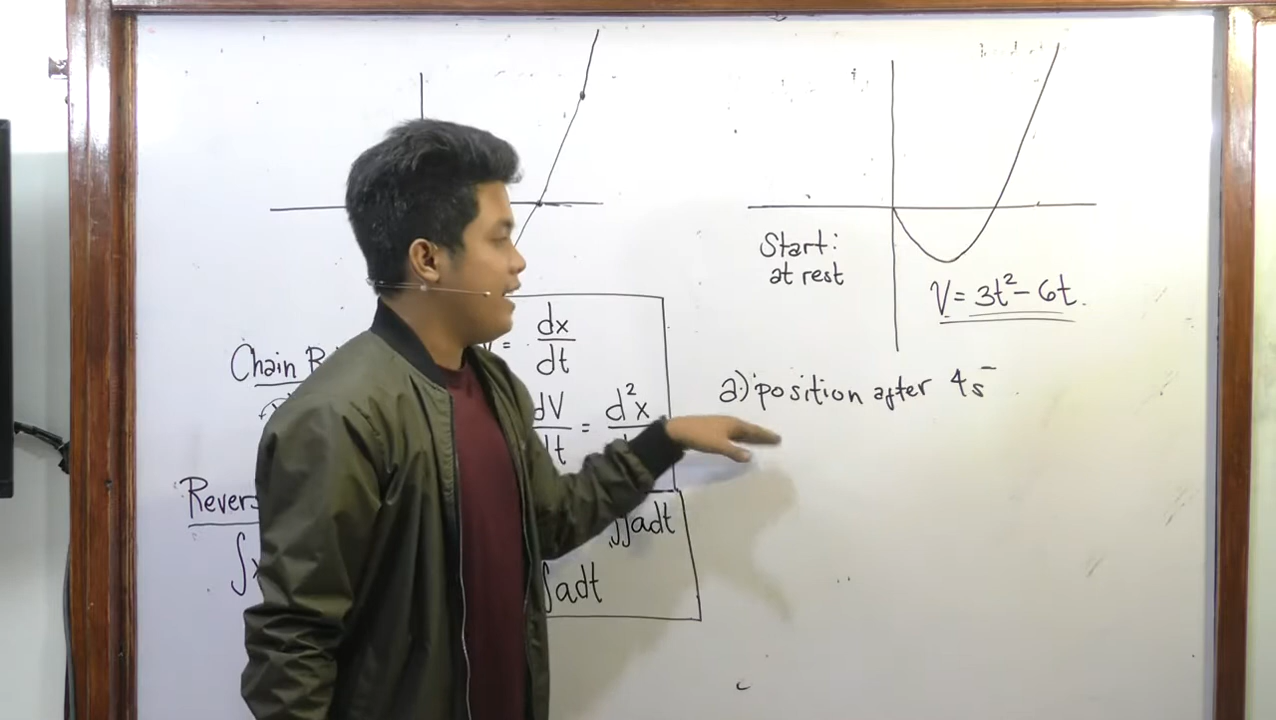 Chain R
= dx/dt
dV/dt = d²x
Revers
∫x
∫∫adt
∫adt
Start:
at rest
V = 3t² - 6t.
a.) position after 4s